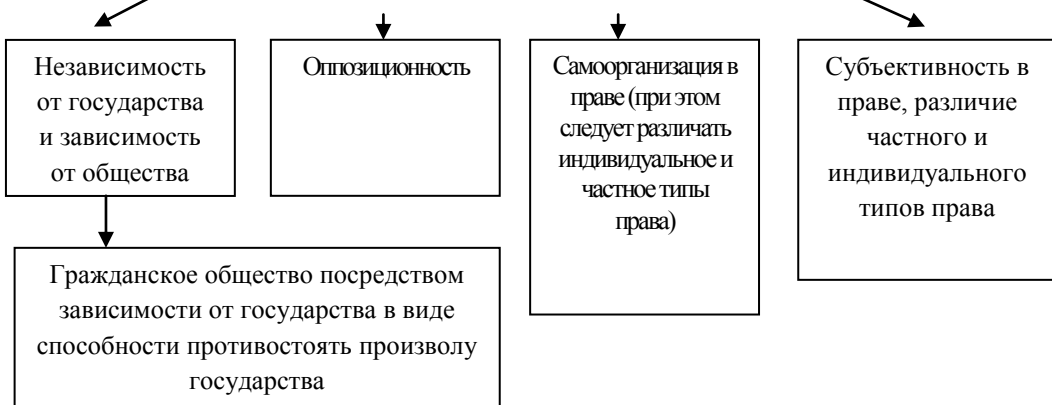 Независимость
от государства
и зависимость
от общества
Оппозиционность
Самоорганизация в
праве (при этом
следует различать
индивидуальное и
частное типы
права)
Субъективность в
праве, различие
частного и
индивидуального
типов права
Гражданское общество посредством
зависимости от государства в виде
способности противостоять произволу
государства